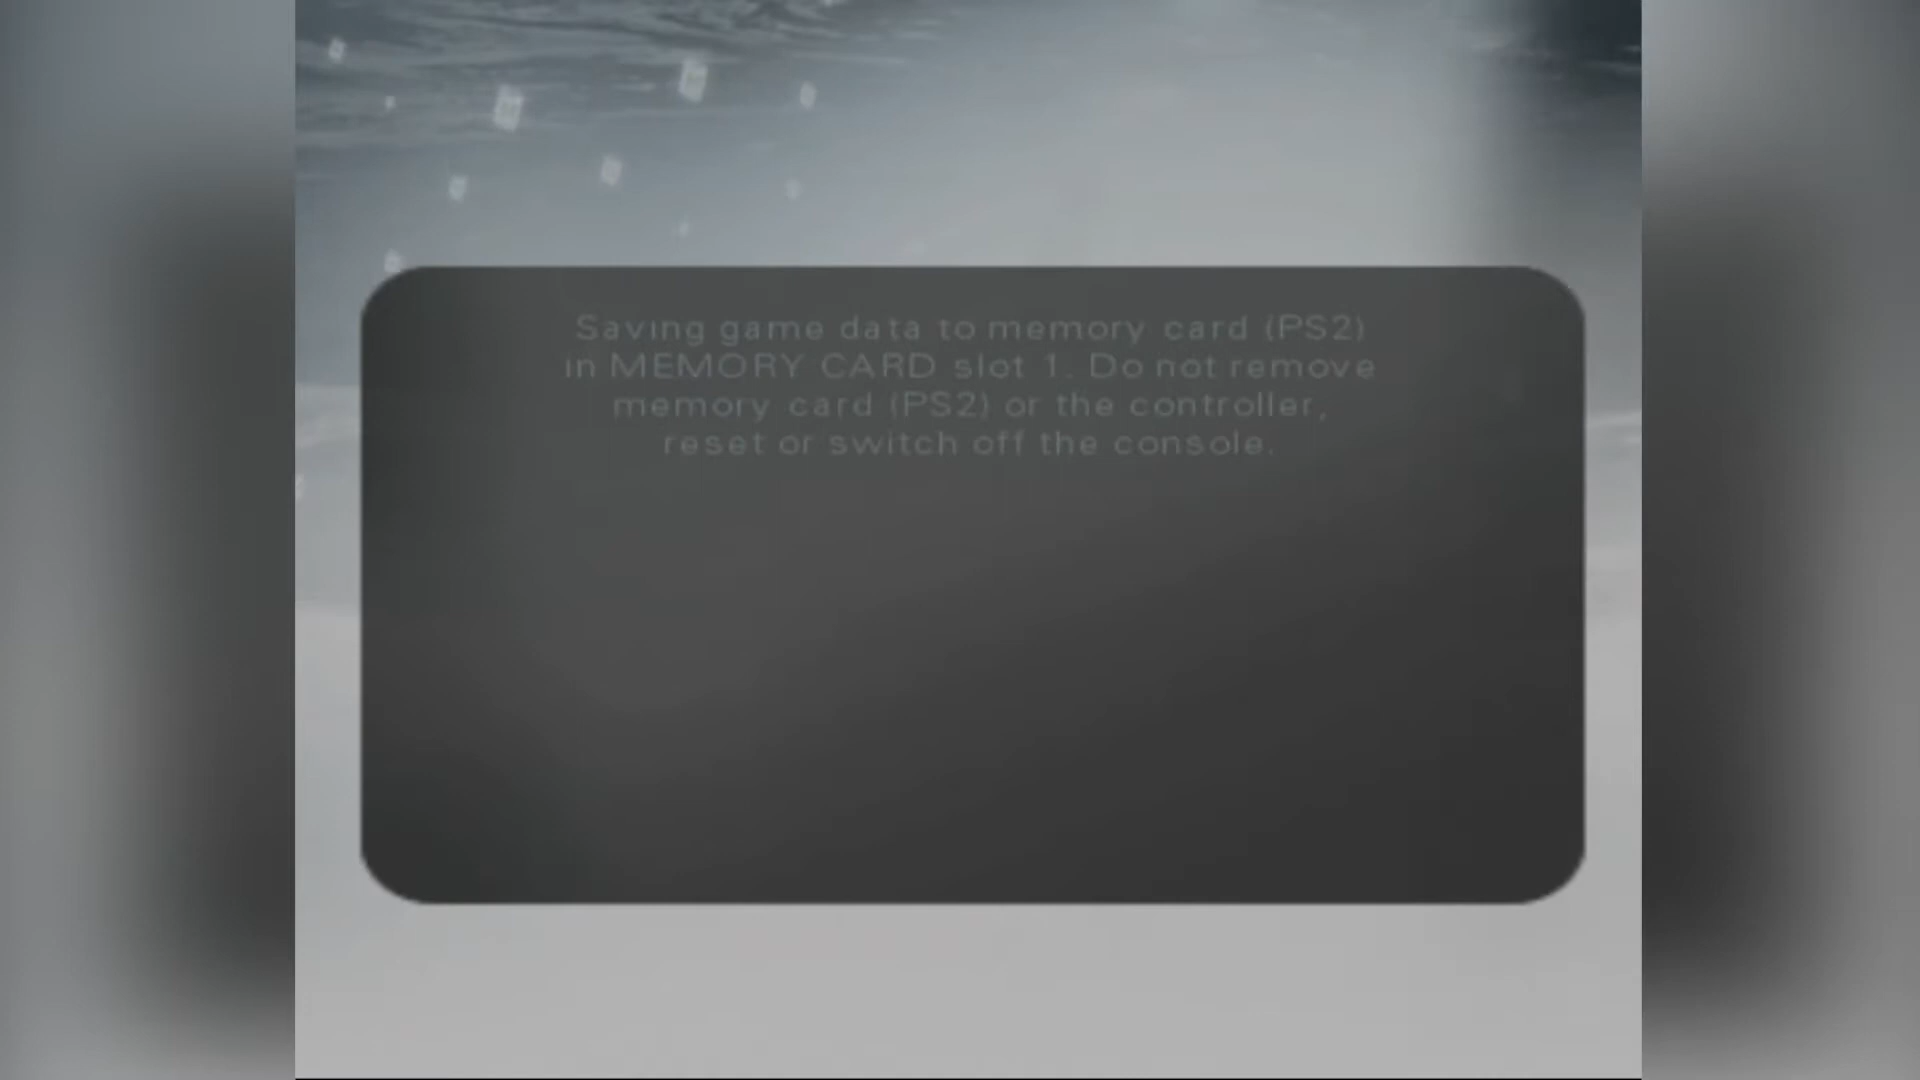 Saving game data to memory card (PS2)
in MEMORY CARD slot 1. Do not remove
memory card (PS2) or the controller,
reset or switch off the console.